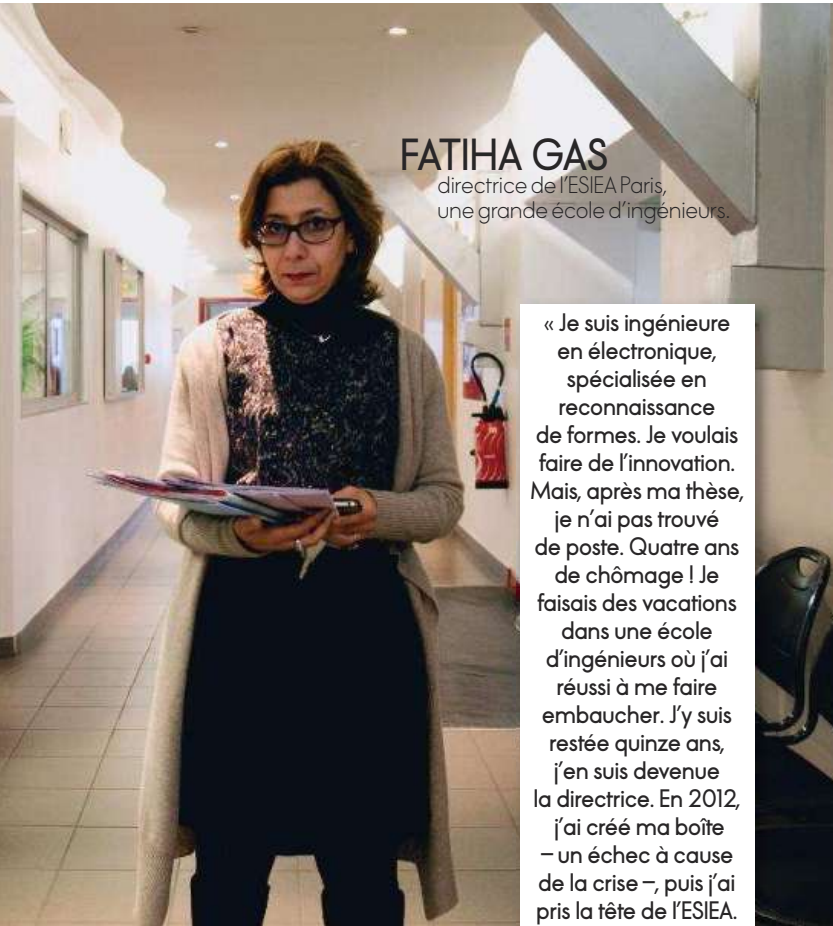 FATIHA GAS
directrice de l'ESIEA Paris,
une grande école d'ingénieurs.
« Je suis ingénieure
en électronique,
spécialisée en
reconnaissance
de formes. Je voulais
faire de l'innovation.
Mais, après ma thèse,
je n'ai pas trouvé
de poste. Quatre ans
de chômage ! Je
faisais des vacations
dans une école
d'ingénieurs où j'ai
réussi à me faire
embaucher. J'y suis
restée quinze ans,
j'en suis devenue
la directrice. En 2012,
j'ai créé ma boîte
– un échec à cause
de la crise –, puis j'ai
pris la tête de l'ESIEA.